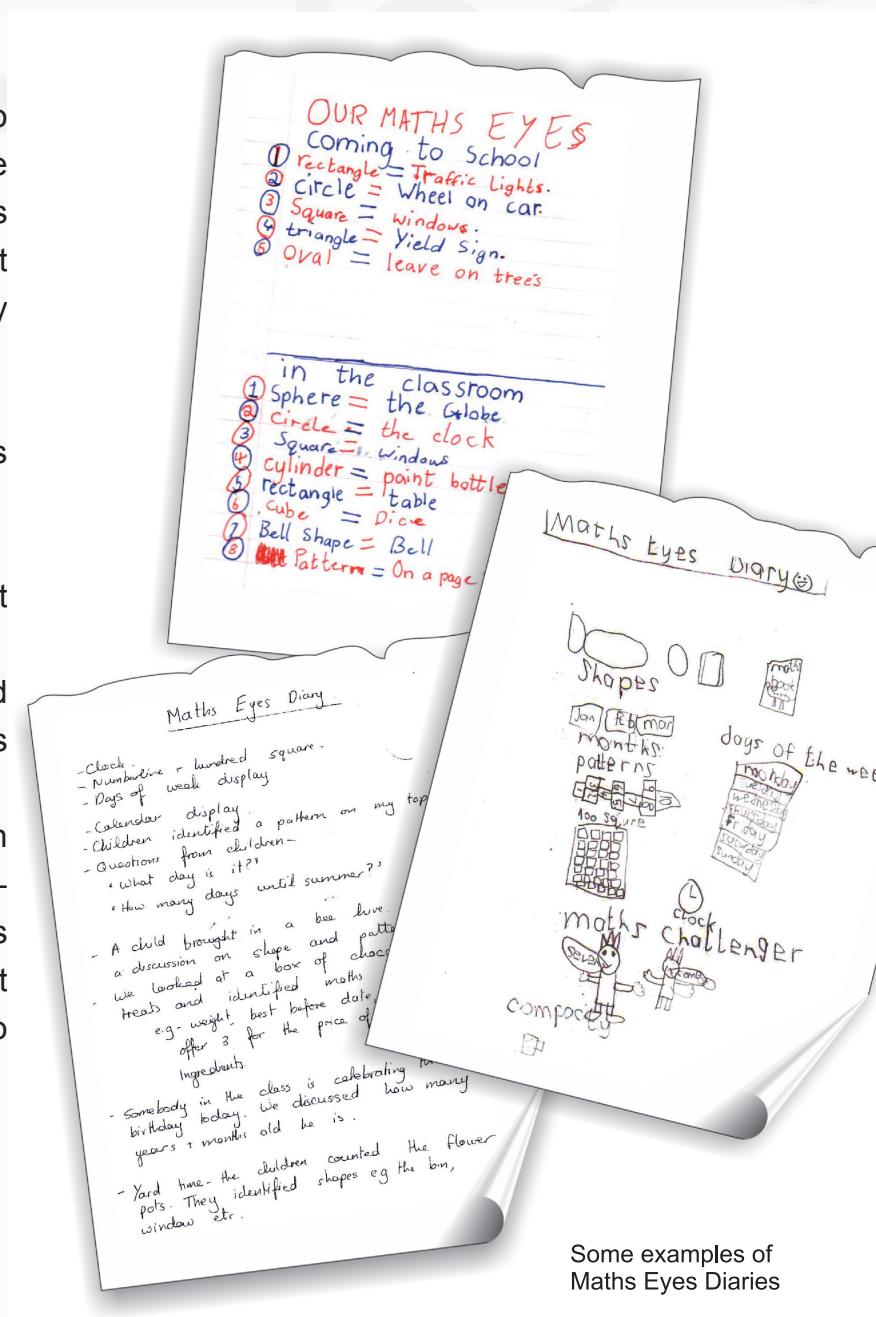 OUR MATHS EYES
Coming to School
1 rectangle = Traffic Lights.
2 Circle = Wheel on car.
3 Square = windows.
4 triangle = Yield Sign.
5 Oval = leave on trees
in the classroom
1 Sphere = the Globe
2 Circle = the clock
3 Square = windows
4 cylinder = paint bottle
5 rectangle = table
6 Cube = Dice
7 Bell Shape = Bell
8 Pattern = On a page
Maths Eyes Diary
- Clock.
- Numberline + hundred square.
- Days of week display
- Calendar display
- Children identified a pattern on my top
- Questions from children-
"What day is it?"
"How many days until summer?"
- A child brought in a bee hive.
a discussion on shape and
- we looked at a box of
treats and identified maths
e.g- weight, best before date,
offer 3 for the price of
Ingredients.
- Somebody in the class is celebrating
birthday today. We discussed how many
years + months old he is.
- Yard time - the children counted the flower
pots. They identified shapes eg the bin,
window etc.
Maths Eyes Diary
Shapes
maths
Jan Feb mar
months
patterns
100 squre
days of the
monday
wednesday
thursday
friday
saturday
sunday
clock
maths challenger
seven
compacty
Some examples of
Maths Eyes Diaries